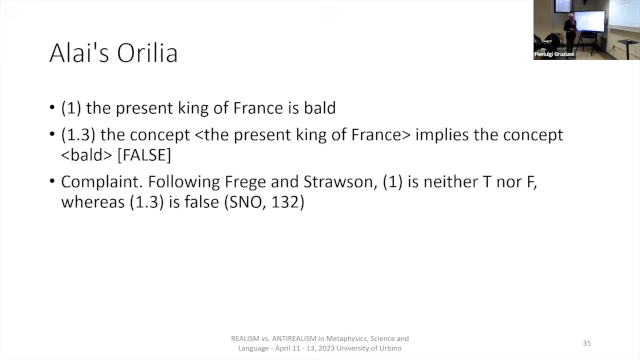 Alai's Orilia
Pierluigi Graziani
• (1) the present king of France is bald
• (1.3) the concept <the present king of France> implies the concept
<bald> [FALSE]
• Complaint. Following Frege and Strawson, (1) is neither T nor F,
whereas (1.3) is false (SNO, 132)
REALISM vs. ANTIREALISM in Metaphysics, Science and
Language - April 11 - 13, 2023 University of Urbino
35